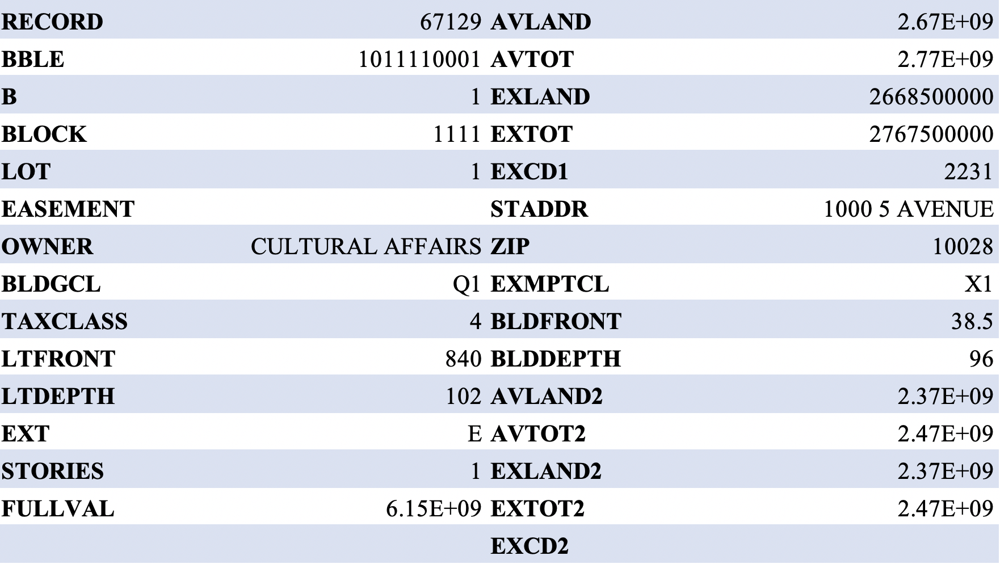 RECORD 67129 AVLAND 2.67E+09
BBLE 1011110001 AVTOT 2.77E+09
B 1 EXLAND 2668500000
BLOCK 1111 EXTOT 2767500000
LOT 1 EXCD1 2231
EASEMENT STADDR 1000 5 AVENUE
OWNER CULTURAL AFFAIRS ZIP 10028
BLDGCL Q1 EXMPTCL X1
TAXCLASS 4 BLDFRONT 38.5
LTFRONT 840 BLDDEPTH 96
LTDEPTH 102 AVLAND2 2.37E+09
EXT E AVTOT2 2.47E+09
STORIES 1 EXLAND2 2.37E+09
FULLVAL 6.15E+09 EXTOT2 2.47E+09
EXCD2